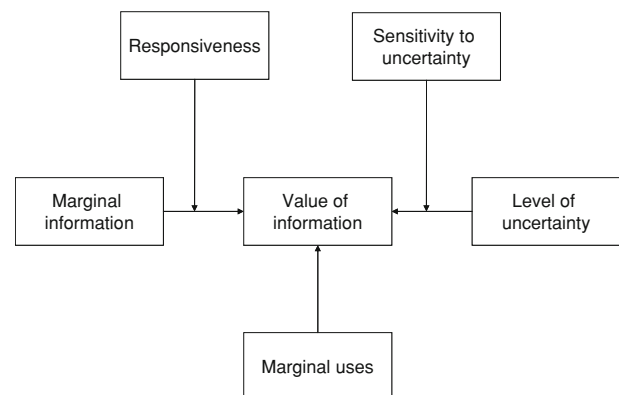 Responsiveness
Sensitivity to
uncertainty
Marginal
information
Value of
information
Level of
uncertainty
Marginal uses